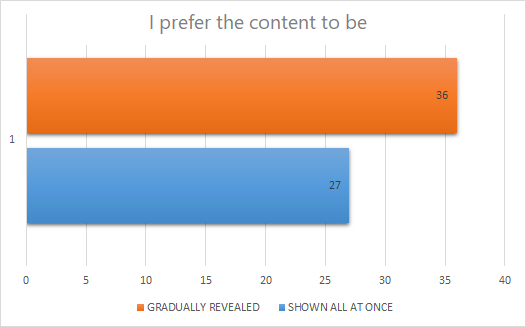 I prefer the content to be
36
1
27
0 5 10 15 20 25 30 35 40
GRADUALLY REVEALED SHOWN ALL AT ONCE